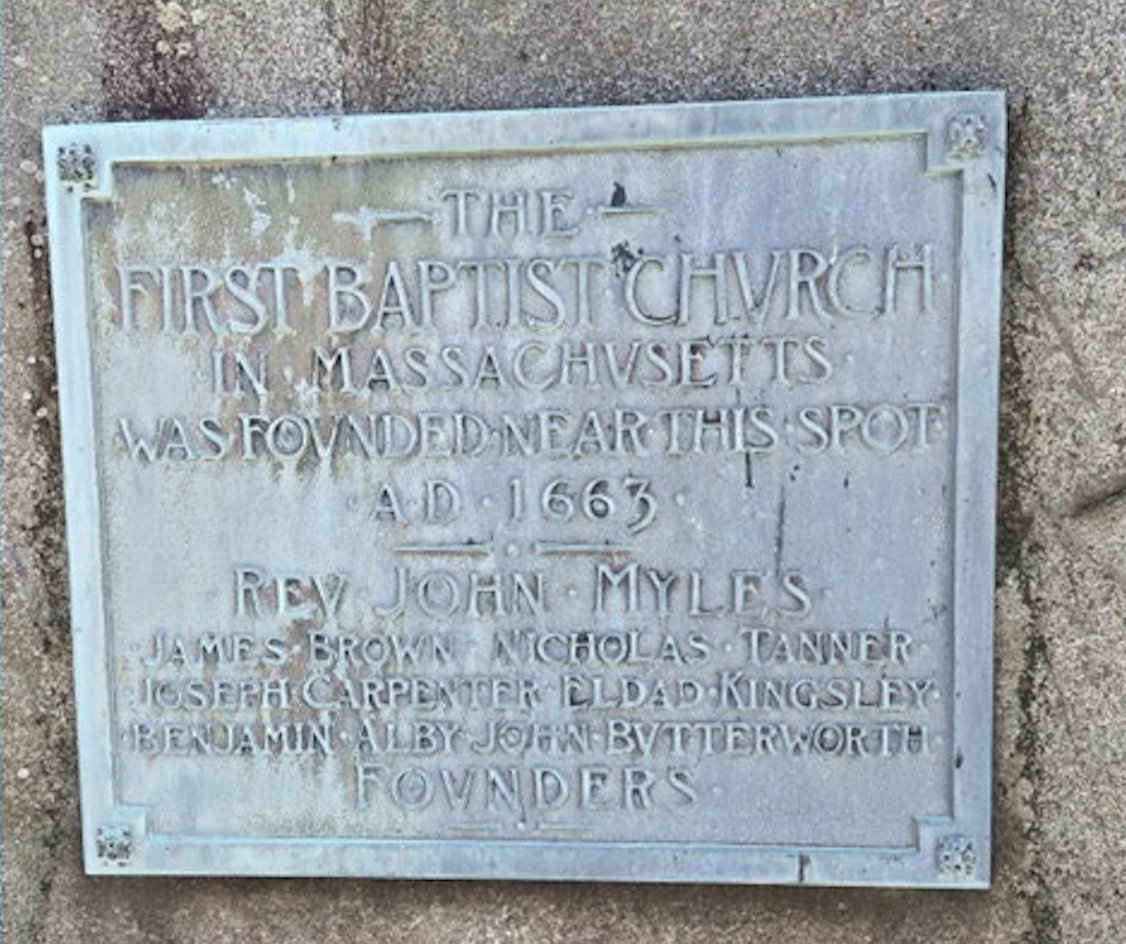 THE
FIRST BAPTIST CHVRCH
IN · MASSACHVSETTS ·
WAS·FOVNDED·NEAR·THIS·SPOT
· A·D · 1663 ·
REV JOHN · MYLES ·
· JAMES · BROWN · NICHOLAS · TANNER ·
· JOSEPH CARPENTER · ELDAD·KINGSLEY ·
· BENJAMIN · ALBY · JOHN · BVTTERWORTH ·
FOVNDERS ·